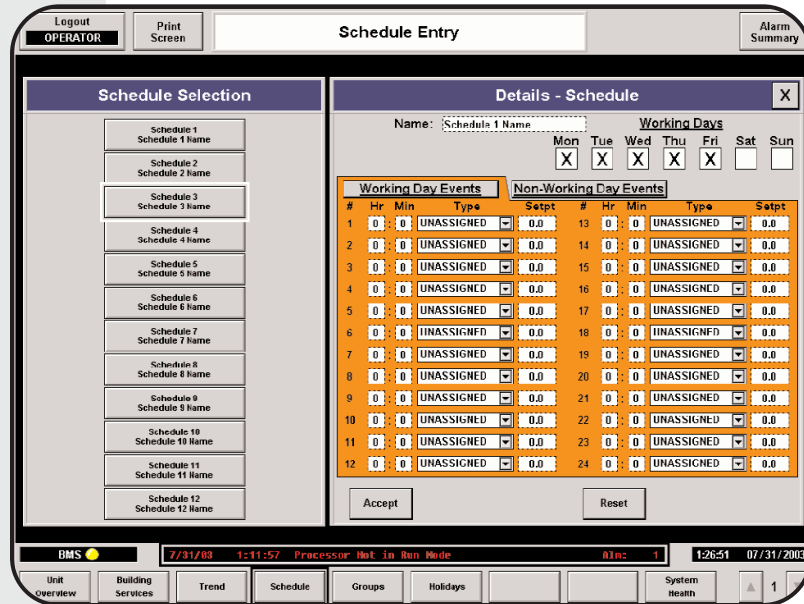 Logout
OPERATOR
Print
Screen
Schedule Entry
Alarm
Summary
Schedule Selection
Schedule 1
Schedule 1 Name
Schedule 2
Schedule 2 Name
Schedule 3
Schedule 3 Name
Schedule 4
Schedule 4 Name
Schedule 5
Schedule 5 Name
Schedule 6
Schedule 6 Name
Schedule 7
Schedule 7 Name
Schedule 8
Schedule 8 Name
Schedule 9
Schedule 9 Name
Schedule 10
Schedule 10 Name
Schedule 11
Schedule 11 Name
Schedule 12
Schedule 12 Name
Details - Schedule X
Name: Schedule 1 Name
Working Days
Mon Tue Wed Thu Fri Sat Sun
X X X X X
Working Day Events Non-Working Day Events
# Hr Min Type Setpt # Hr Min Type Setpt
1 0 : 0 UNASSIGNED 0.0 13 0 : 0 UNASSIGNED 0.0
2 0 : 0 UNASSIGNED 0.0 14 0 : 0 UNASSIGNED 0.0
3 0 : 0 UNASSIGNED 0.0 15 0 : 0 UNASSIGNED 0.0
4 0 : 0 UNASSIGNED 0.0 16 0 : 0 UNASSIGNED 0.0
5 0 : 0 UNASSIGNED 0.0 17 0 : 0 UNASSIGNED 0.0
6 0 : 0 UNASSIGNED 0.0 18 0 : 0 UNASSIGNED 0.0
7 0 : 0 UNASSIGNED 0.0 19 0 : 0 UNASSIGNED 0.0
8 0 : 0 UNASSIGNED 0.0 20 0 : 0 UNASSIGNED 0.0
9 0 : 0 UNASSIGNED 0.0 21 0 : 0 UNASSIGNED 0.0
10 0 : 0 UNASSIGNED 0.0 22 0 : 0 UNASSIGNED 0.0
11 0 : 0 UNASSIGNED 0.0 23 0 : 0 UNASSIGNED 0.0
12 0 : 0 UNASSIGNED 0.0 24 0 : 0 UNASSIGNED 0.0
Accept Reset
BMS 7/31/03 1:11:57 Processor Not in Run Mode Alm: 1 1:26:51 07/31/2003
Unit
Overview
Building
Services
Trend
Schedule
Groups
Holidays
System
Health
1